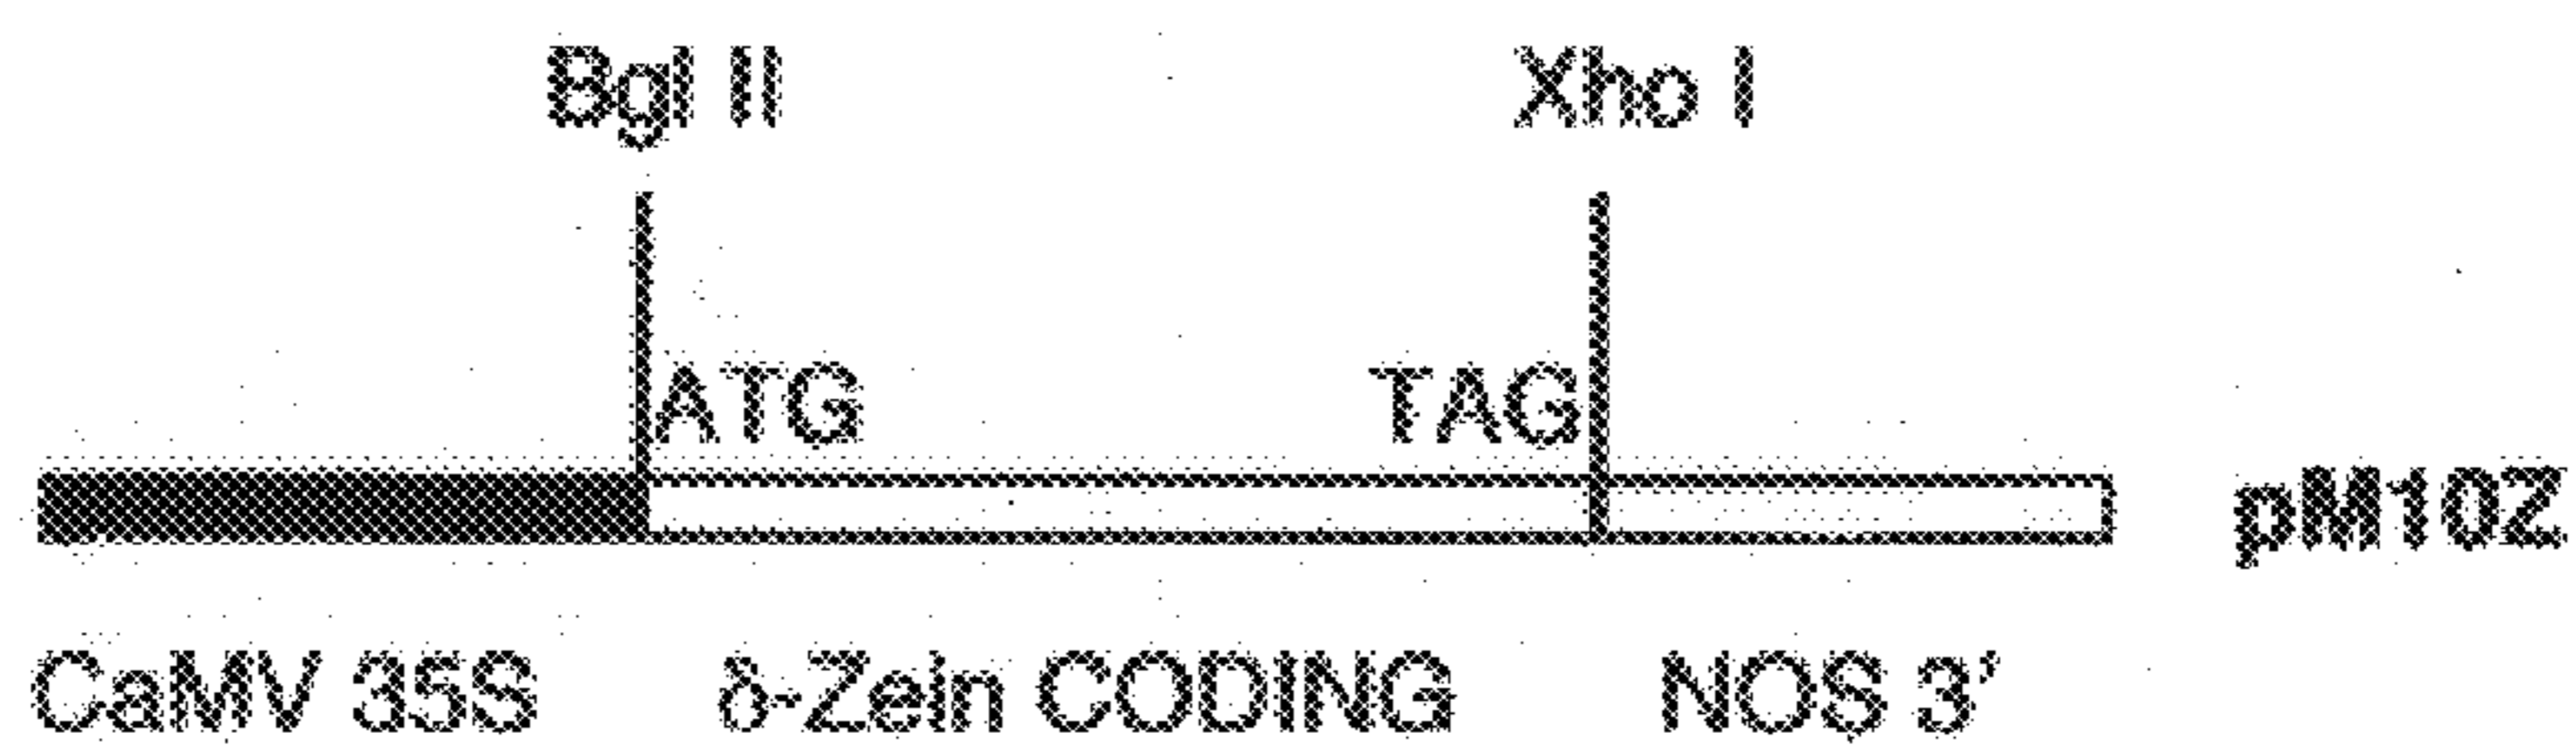 Bgl II Xho I
ATG TAG
pM10Z
CaMV 35S δ-Zein CODING NOS 3'